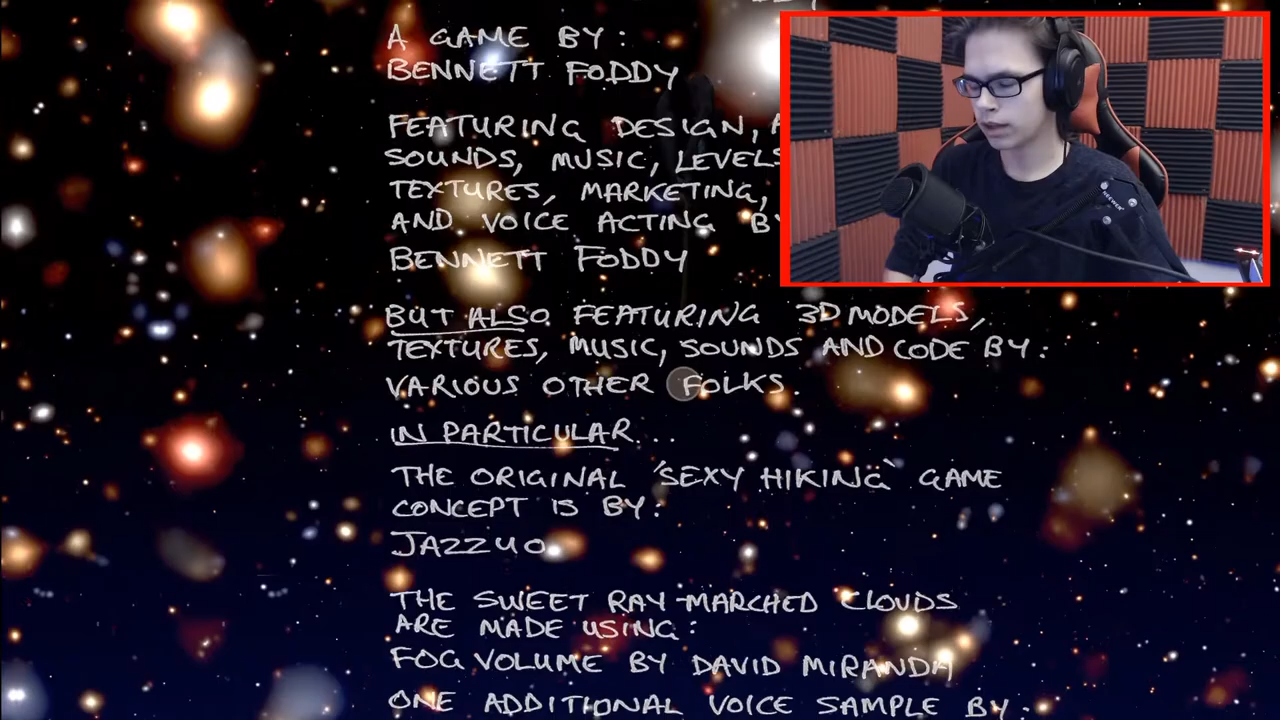 A GAME BY:
BENNETT FODDY
FEATURING DESIGN,
SOUNDS, MUSIC, LEVELS
TEXTURES, MARKETING,
AND VOICE ACTING B
BENNETT FODDY
BUT ALSO FEATURING 3D MODELS,
TEXTURES, MUSIC, SOUNDS AND CODE BY:
VARIOUS OTHER FOLKS.
IN PARTICULAR...
THE ORIGINAL 'SEXY HIKING' GAME
CONCEPT IS BY:
JAZZUO
THE SWEET RAY-MARCHED CLOUDS
ARE MADE USING:
FOG VOLUME BY DAVID MIRANDA
ONE ADDITIONAL VOICE SAMPLE BY:
NEEWER